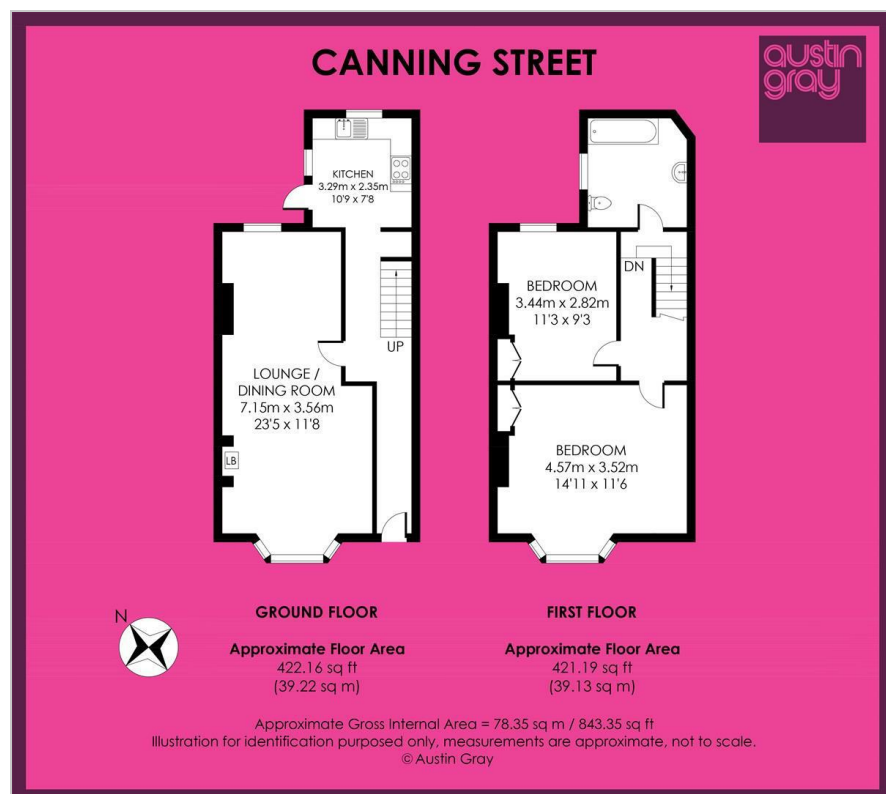 CANNING STREET
austin
gray
KITCHEN
3.29m x 2.35m
10'9 x 7'8
LOUNGE /
DINING ROOM
7.15m x 3.56m
23'5 x 11'8
UP
LB
BEDROOM
3.44m x 2.82m
11'3 x 9'3
DN
BEDROOM
4.57m x 3.52m
14'11 x 11'6
N
GROUND FLOOR
Approximate Floor Area
422.16 sq ft
(39.22 sq m)
FIRST FLOOR
Approximate Floor Area
421.19 sq ft
(39.13 sq m)
Approximate Gross Internal Area = 78.35 sq m / 843.35 sq ft
Illustration for identification purposed only, measurements are approximate, not to scale.
© Austin Gray